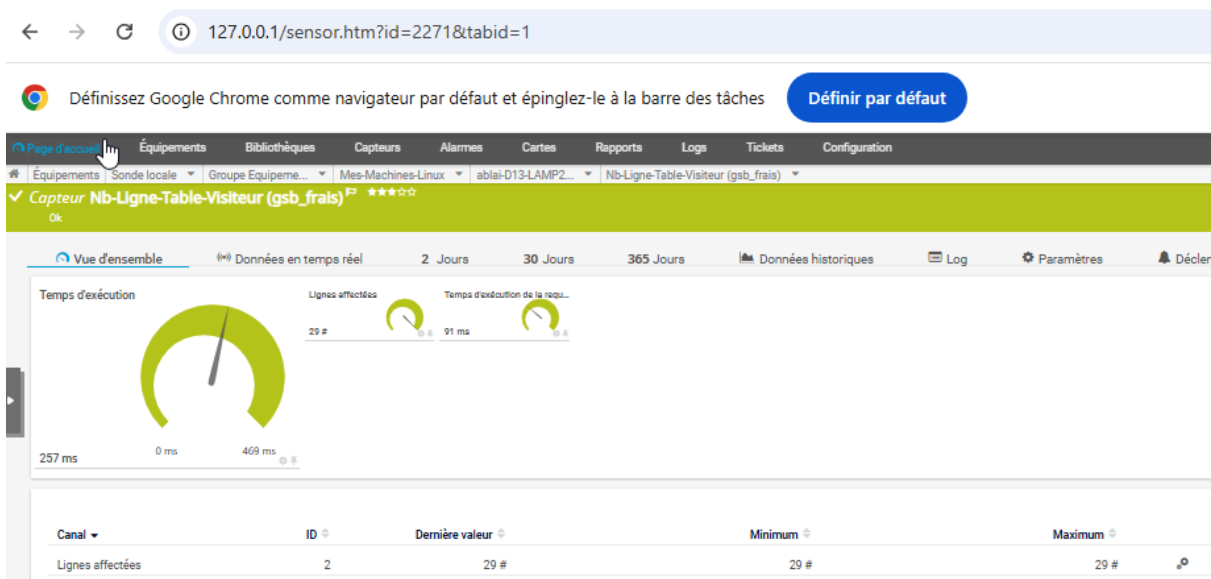 127.0.0.1/sensor.htm?id=2271&tabid=1
Définissez Google Chrome comme navigateur par défaut et épinglez-le à la barre des tâches Définir par défaut
Page d'accueil Équipements Bibliothèques Capteurs Alarmes Cartes Rapports Logs Tickets Configuration
Équipements Sonde locale Groupe Equipeme... Mes-Machines-Linux ablai-D13-LAMP2... Nb-Ligne-Table-Visiteur (gsb_frais)
Capteur Nb-Ligne-Table-Visiteur (gsb_frais)
Ok
Vue d'ensemble Données en temps réel 2 Jours 30 Jours 365 Jours Données historiques Log Paramètres Décler
Temps d'exécution Lignes affectées Temps d'exécution de la requ...
29 # 91 ms
0 ms 469 ms
257 ms
Canal ID Dernière valeur Minimum Maximum
Lignes affectées 2 29 # 29 # 29 #